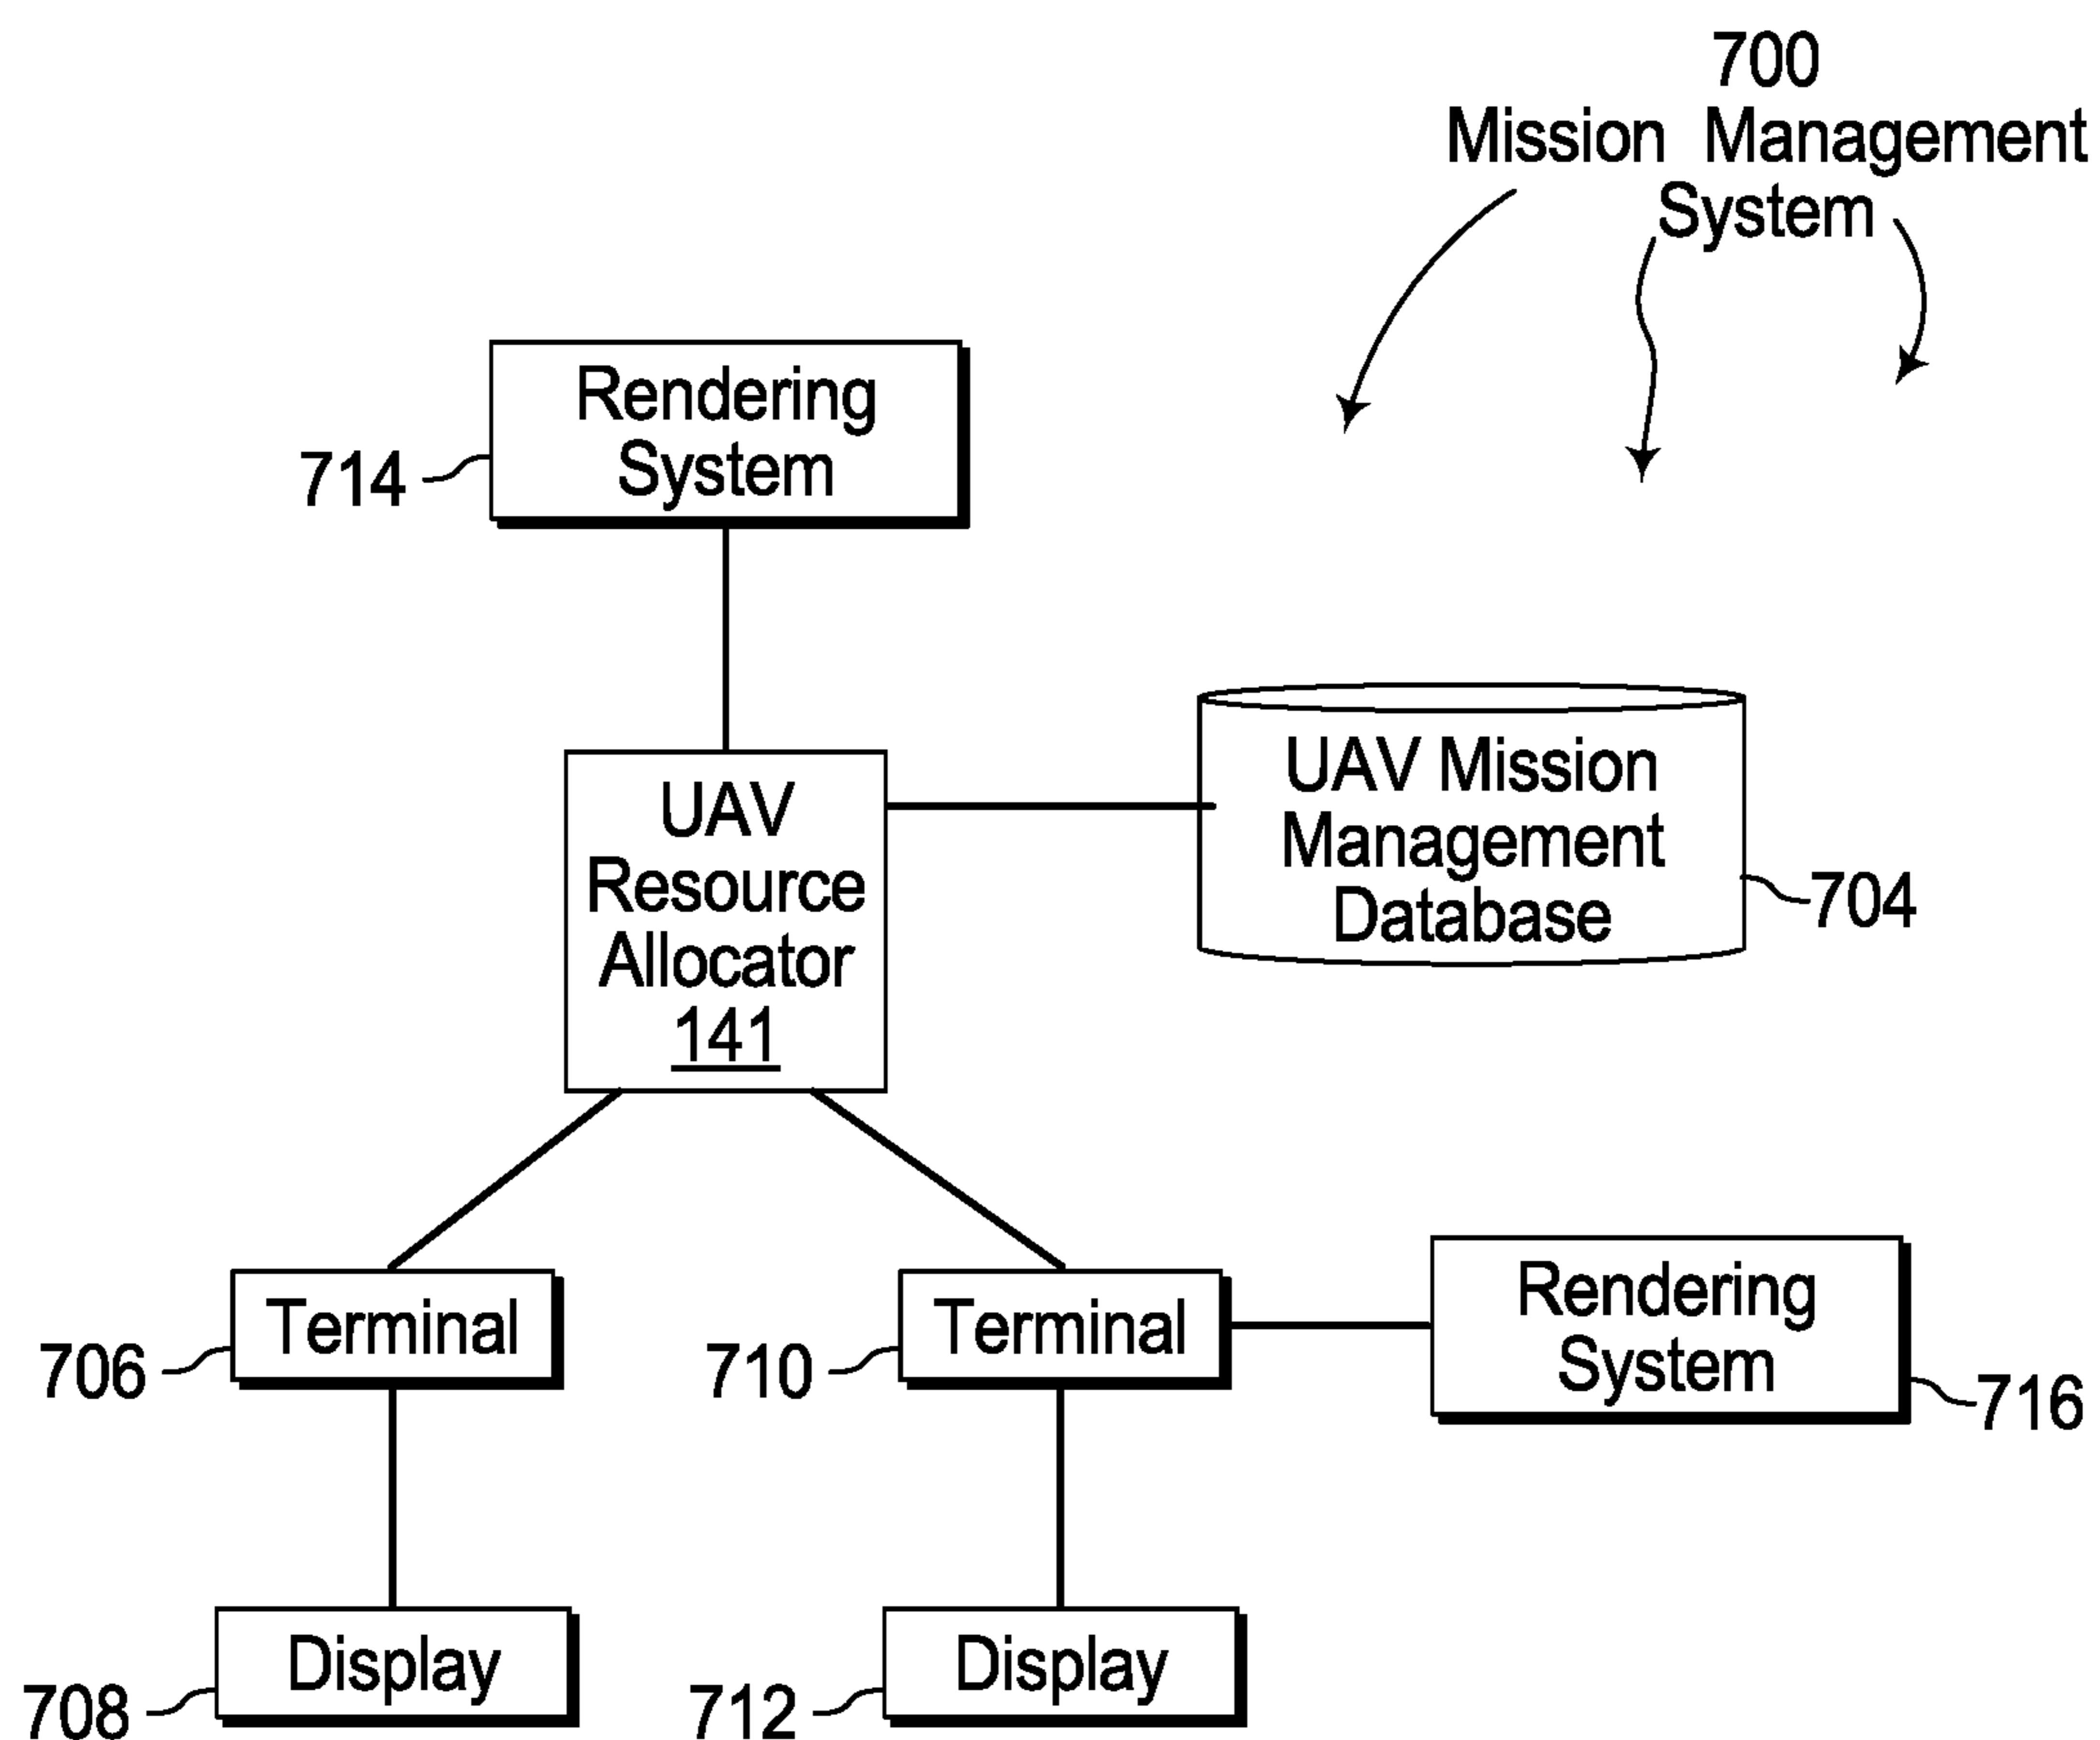 700
Mission Management
System
Rendering
System
714
UAV
Resource
Allocator
141
UAV Mission
Management
Database
704
Terminal
706
Terminal
710
Rendering
System
716
Display
708
Display
712